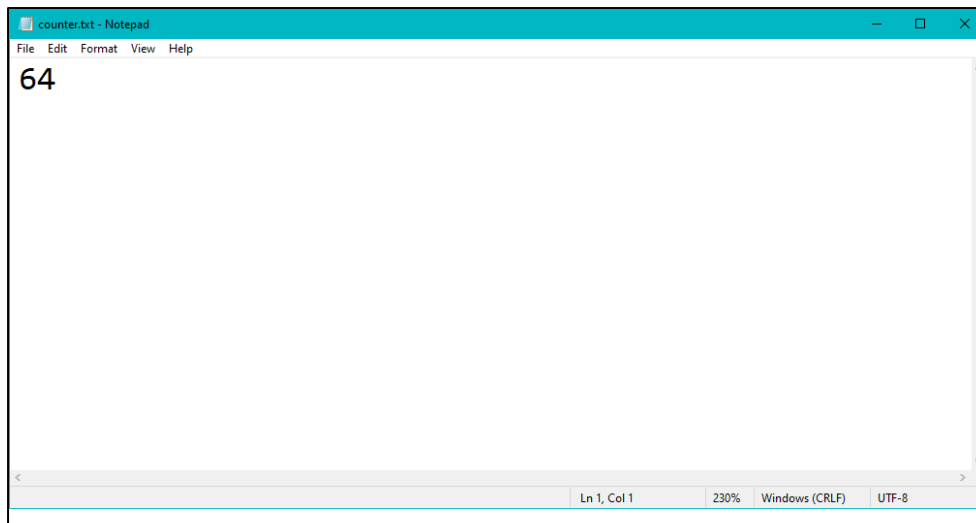 counter.txt - Notepad
File Edit Format View Help
64
Ln 1, Col 1 230% Windows (CRLF) UTF-8